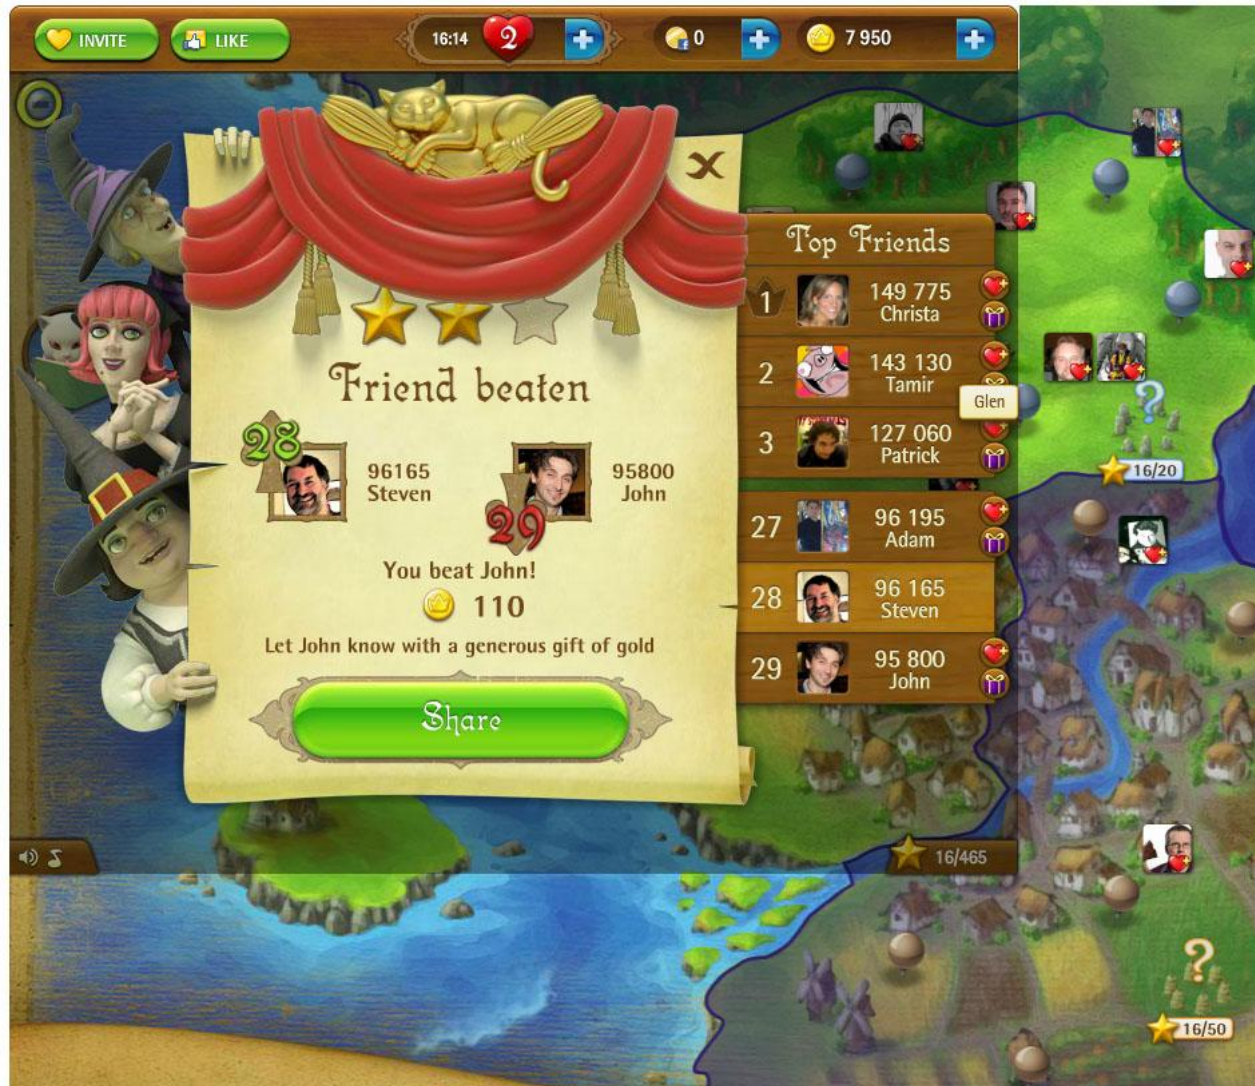 INVITE
LIKE
16:14
2
0
7 950
Friend beaten
28
96165
Steven
29
95800
John
You beat John!
110
Let John know with a generous gift of gold
Share
Top Friends
1
149 775
Christa
2
143 130
Tamir
Glen
3
127 060
Patrick
27
96 195
Adam
28
96 165
Steven
29
95 800
John
16/465
?
16/20
?
16/50